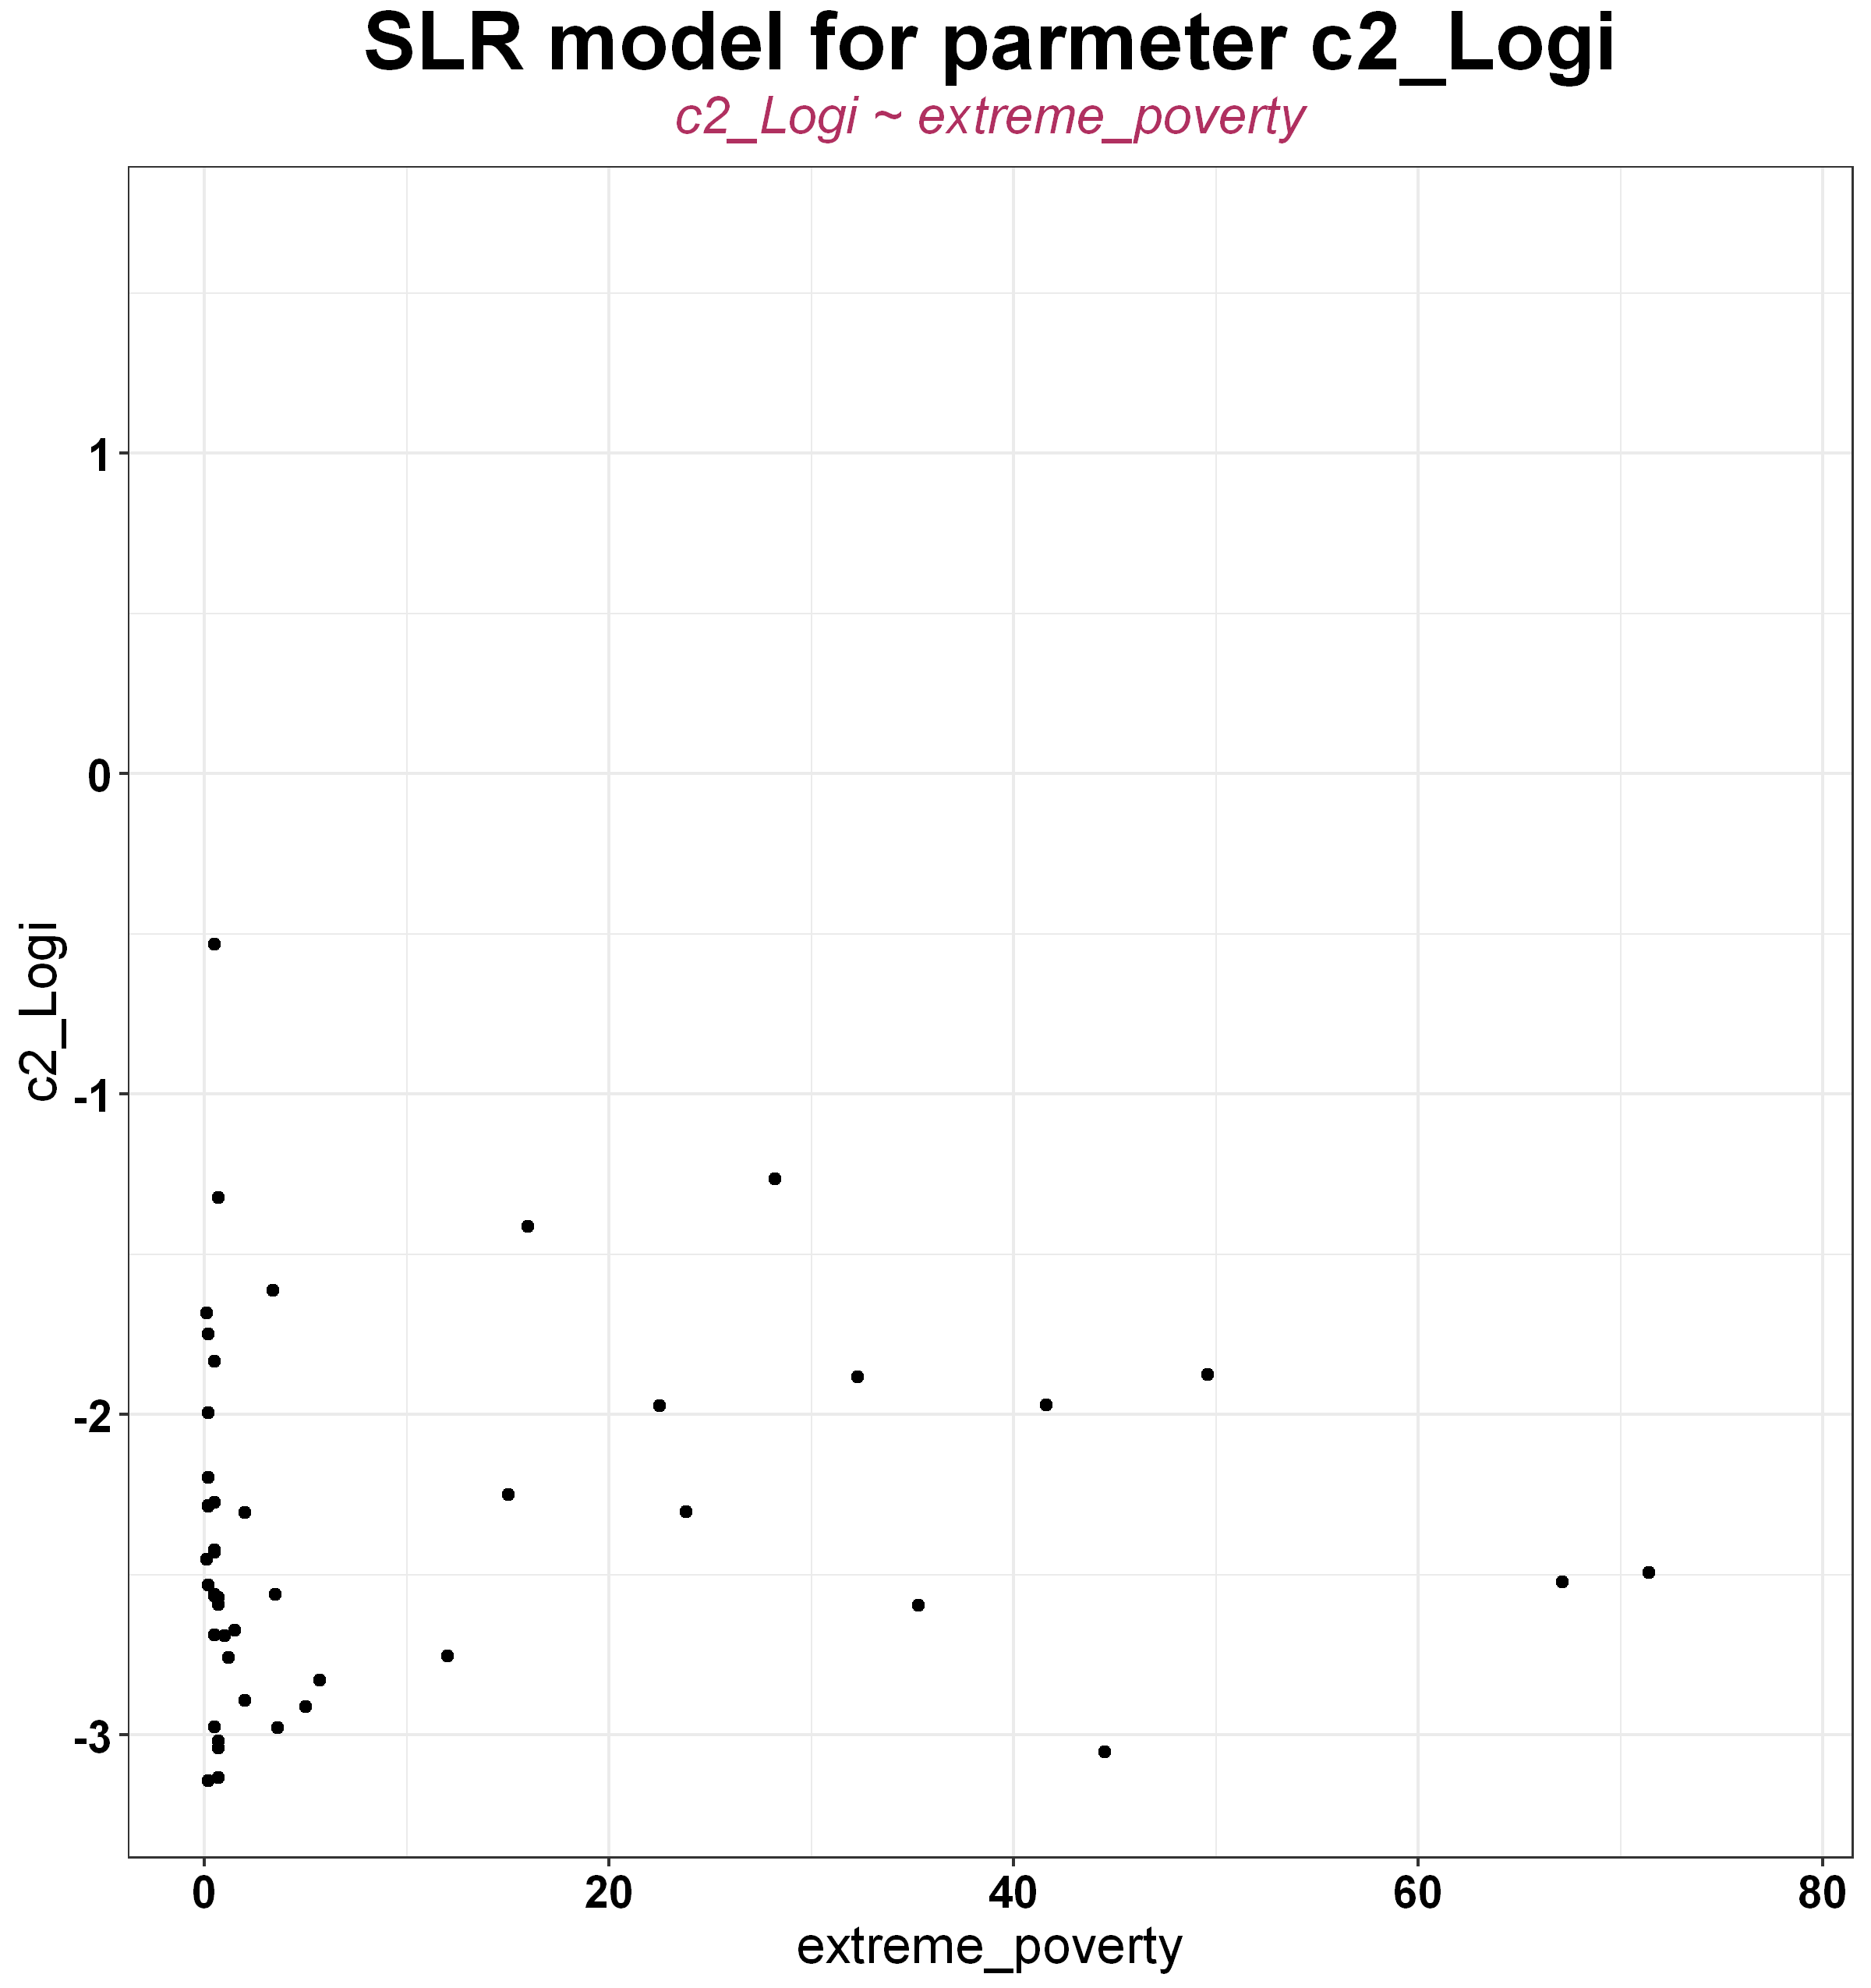 SLR model for parmeter c2_Logi
c2_Logi ~ extreme_poverty
c2_Logi
1
0
-1
-2
-3
0 20 40 60 80
extreme_poverty